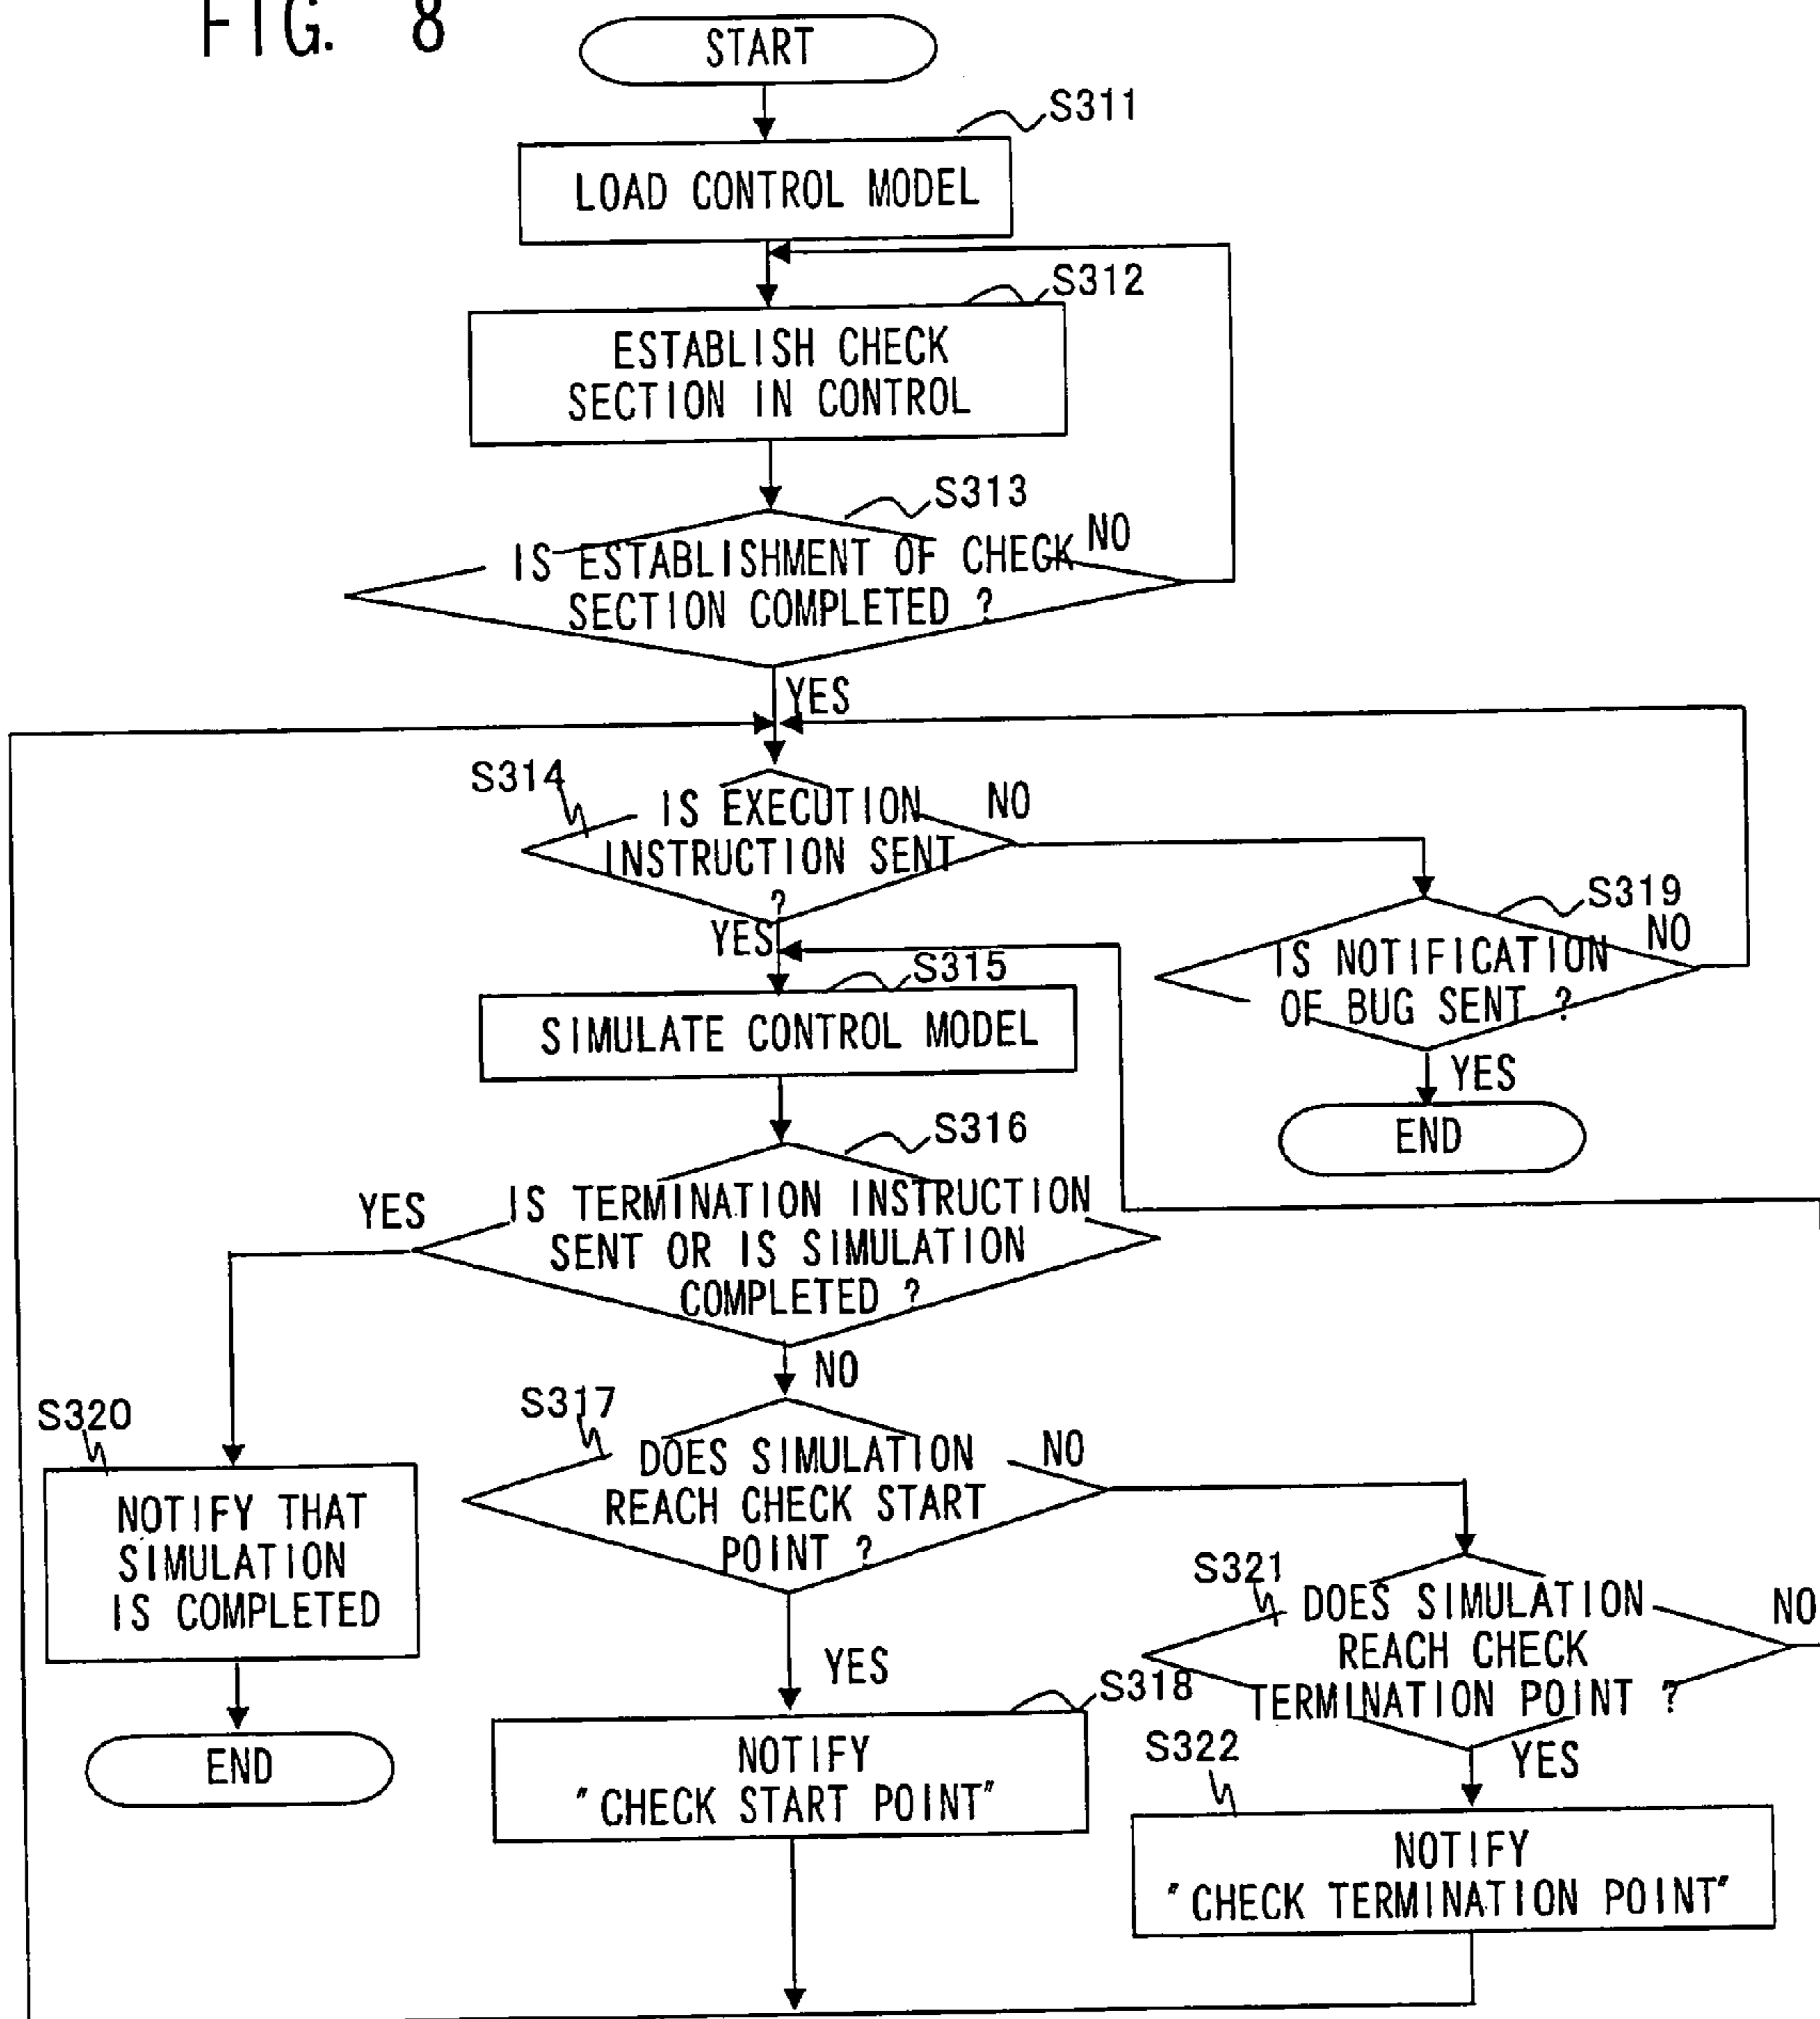 FIG. 8
START
S311
LOAD CONTROL MODEL
S312
ESTABLISH CHECK
SECTION IN CONTROL
S313
IS ESTABLISHMENT OF CHECK
SECTION COMPLETED ?
NO
YES
S314
IS EXECUTION
INSTRUCTION SENT
?
NO
YES
S319
IS NOTIFICATION
OF BUG SENT ?
NO
YES
END
S315
SIMULATE CONTROL MODEL
S316
IS TERMINATION INSTRUCTION
SENT OR IS SIMULATION
COMPLETED ?
YES
NO
S320
NOTIFY THAT
SIMULATION
IS COMPLETED
END
S317
DOES SIMULATION
REACH CHECK START
POINT ?
NO
YES
S318
NOTIFY
"CHECK START POINT"
S321
DOES SIMULATION
REACH CHECK
TERMINATION POINT ?
NO
YES
S322
NOTIFY
"CHECK TERMINATION POINT"